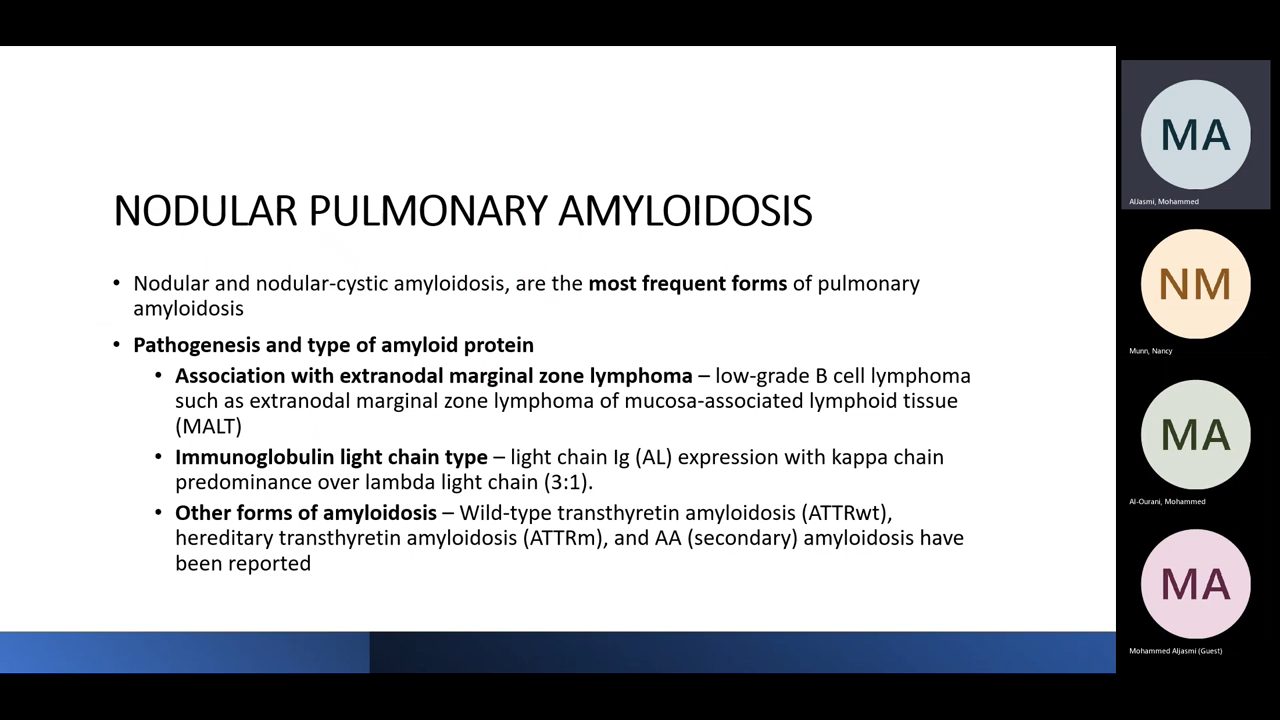 NODULAR PULMONARY AMYLOIDOSIS
• Nodular and nodular-cystic amyloidosis, are the most frequent forms of pulmonary
amyloidosis
• Pathogenesis and type of amyloid protein
• Association with extranodal marginal zone lymphoma – low-grade B cell lymphoma
such as extranodal marginal zone lymphoma of mucosa-associated lymphoid tissue
(MALT)
• Immunoglobulin light chain type – light chain Ig (AL) expression with kappa chain
predominance over lambda light chain (3:1).
• Other forms of amyloidosis – Wild-type transthyretin amyloidosis (ATTRwt),
hereditary transthyretin amyloidosis (ATTRm), and AA (secondary) amyloidosis have
been reported
MA
AlJasmi, Mohammed
NM
Munn, Nancy
MA
Al-Ourani, Mohammed
MA
Mohammed Aljasmi (Guest)